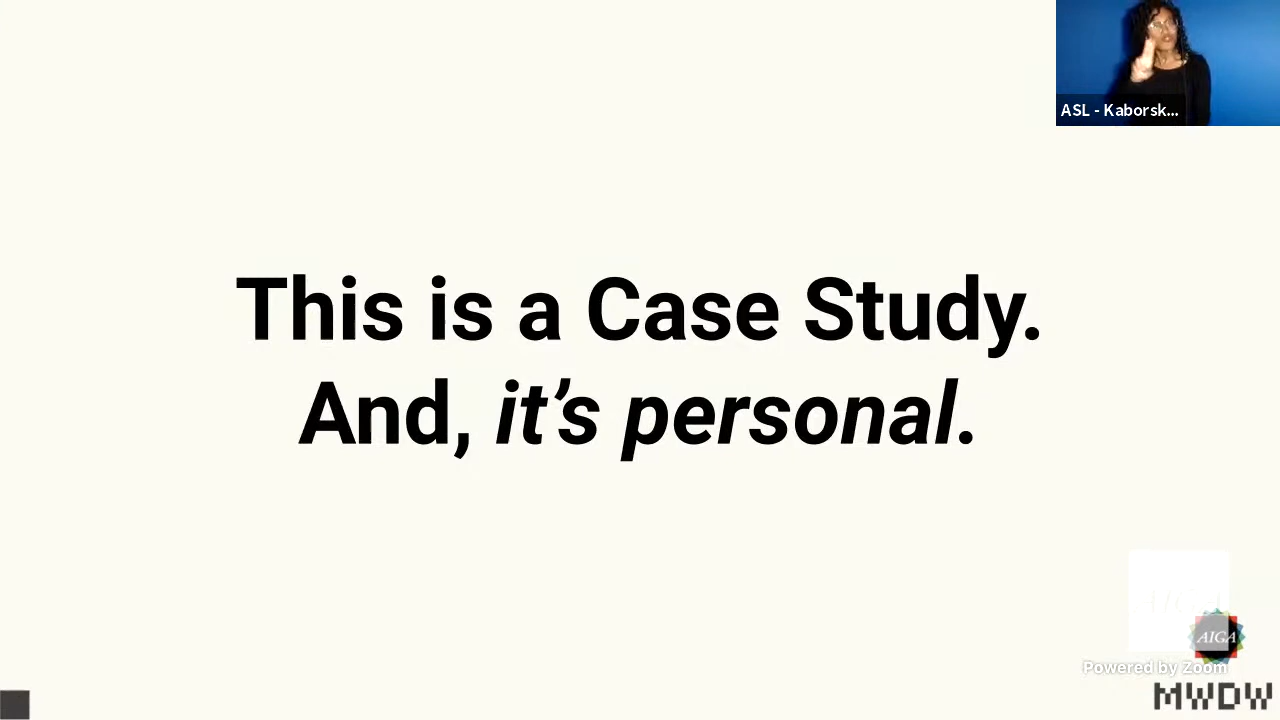 ASL - Kaborsk...
This is a Case Study.
And, it’s personal.
AIGA
Powered by Zoom
MWDW